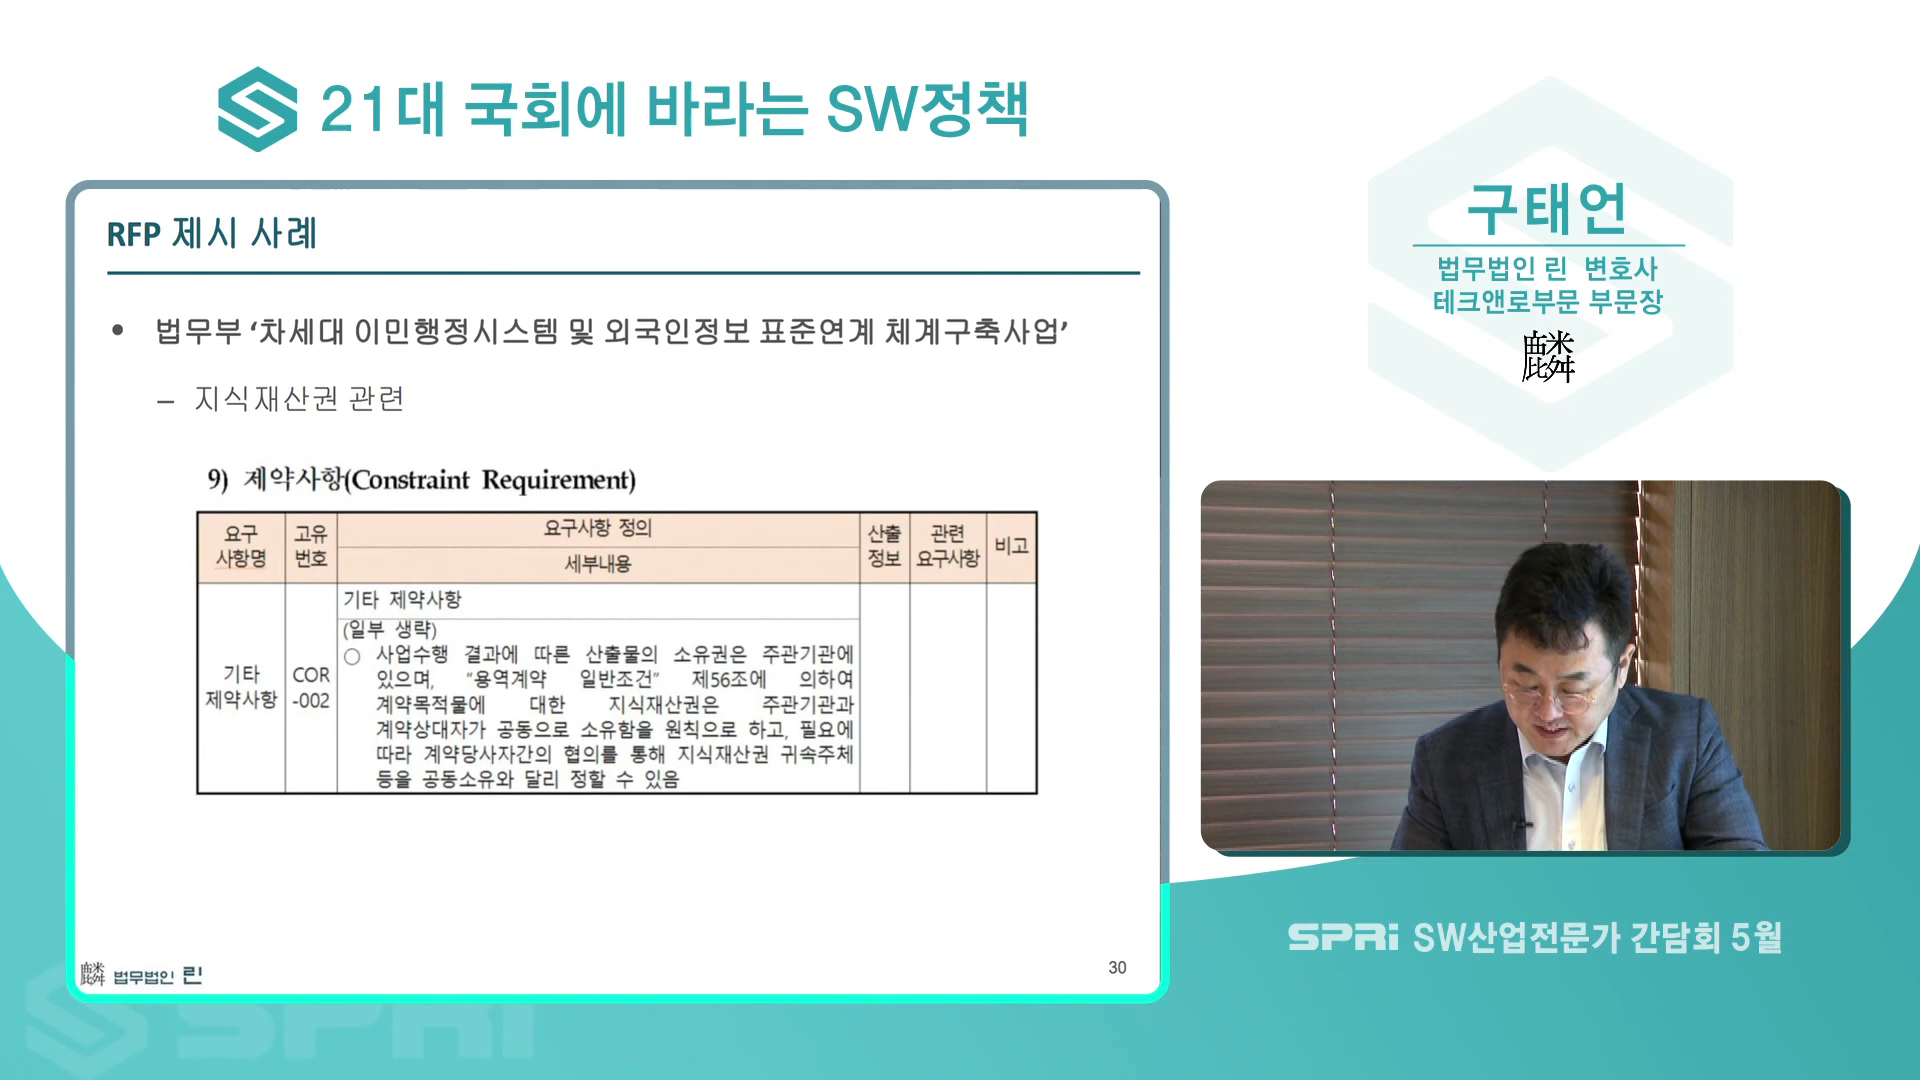 21대 국회에 바라는 SW정책
RFP 제시 사례
• 법무부 ‘차세대 이민행정시스템 및 외국인정보 표준연계 체계구축사업’
– 지식재산권 관련
9) 제약사항(Constraint Requirement)
요구
사항명
고유
번호
요구사항 정의
세부내용
산출
정보
관련
요구사항
비고
기타
제약사항
COR
-002
기타 제약사항
(일부 생략)
○ 사업수행 결과에 따른 산출물의 소유권은 주관기관에
있으며, “용역계약 일반조건” 제56조에 의하여
계약목적물에 대한 지식재산권은 주관기관과
계약상대자가 공동으로 소유함을 원칙으로 하고, 필요에
따라 계약당사자간의 협의를 통해 지식재산권 귀속주체
등을 공동소유와 달리 정할 수 있음
麟 법무법인 린
30
구태언
법무법인 린 변호사
테크앤로부문 부문장
麟
SPRi SW산업전문가 간담회 5월
SPRi